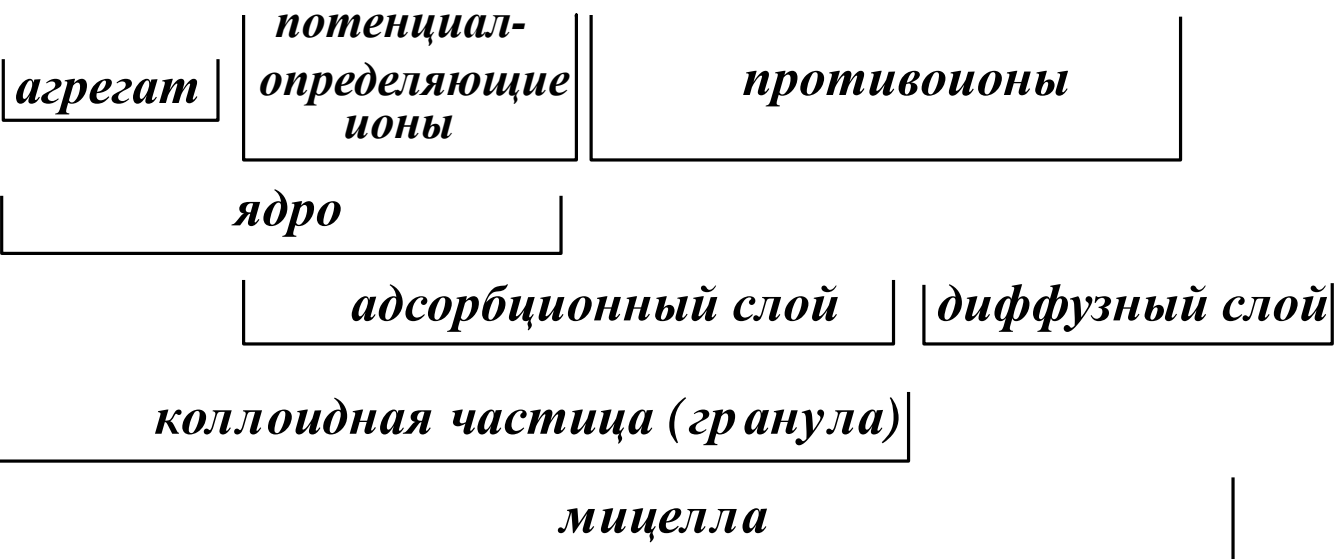 потенциал-
агрегат определяющие противоионы
ионы
ядро
адсорбционный слой диффузный слой
коллоидная частица (гранула)
мицелла